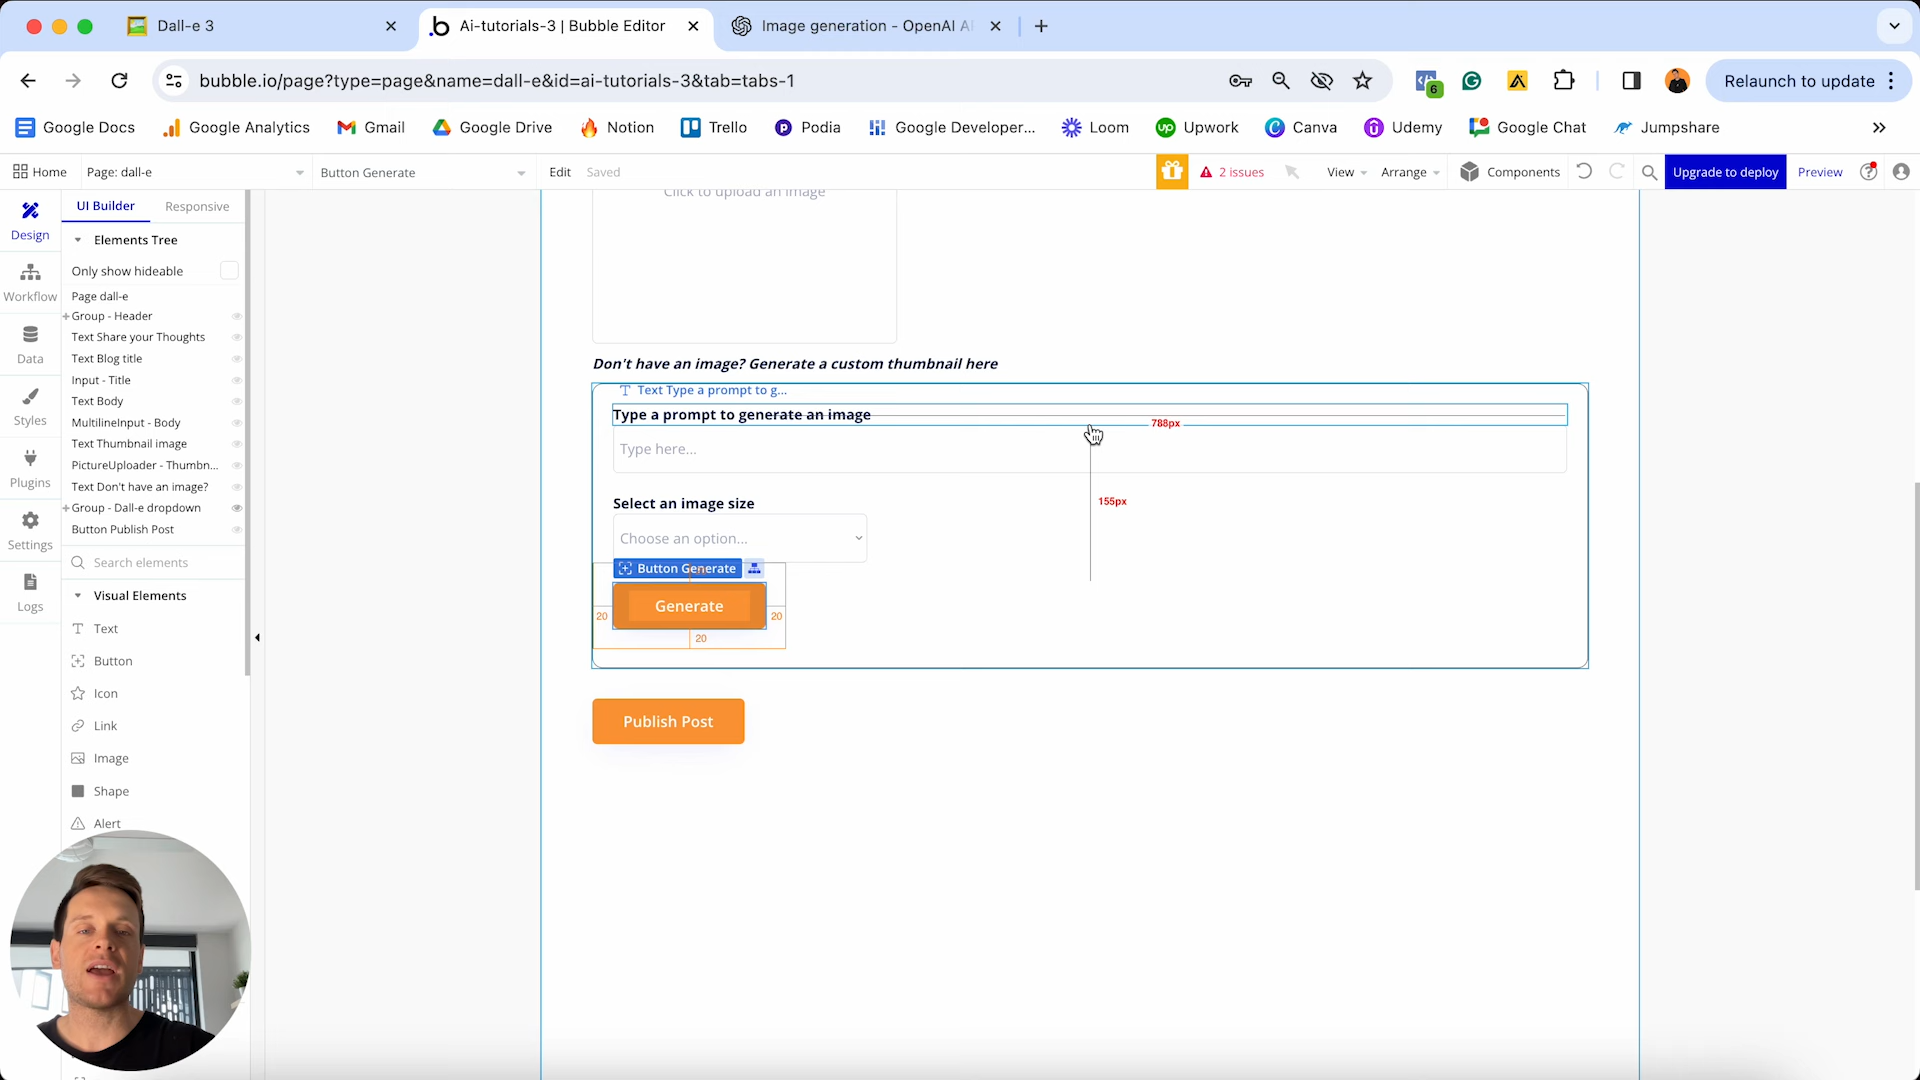 Dall-e 3
Ai-tutorials-3 | Bubble Editor
Image generation - OpenAI A
bubble.io/page?type=page&name=dall-e&id=ai-tutorials-3&tab=tabs-1
6
Relaunch to update
Google Docs
Google Analytics
Gmail
Google Drive
Notion
Trello
Podia
Google Developer...
Loom
Upwork
Canva
Udemy
Google Chat
Jumpshare
Home
Page: dall-e
Button Generate
Edit
Saved
2 issues
View
Arrange
Components
Upgrade to deploy
Preview
Design
Workflow
Data
Styles
Plugins
Settings
Logs
UI Builder
Responsive
Elements Tree
Only show hideable
Page dall-e
Group - Header
Text Share your Thoughts
Text Blog title
Input - Title
Text Body
MultilineInput - Body
Text Thumbnail image
PictureUploader - Thumbn...
Text Don't have an image?
Group - Dall-e dropdown
Button Publish Post
Search elements
Visual Elements
Text
Button
Icon
Link
Image
Shape
Alert
Click to upload an image
Don't have an image? Generate a custom thumbnail here
Text Type a prompt to g...
Type a prompt to generate an image
788px
Type here...
155px
Select an image size
Choose an option...
Button Generate
Generate
20
20
20
Publish Post